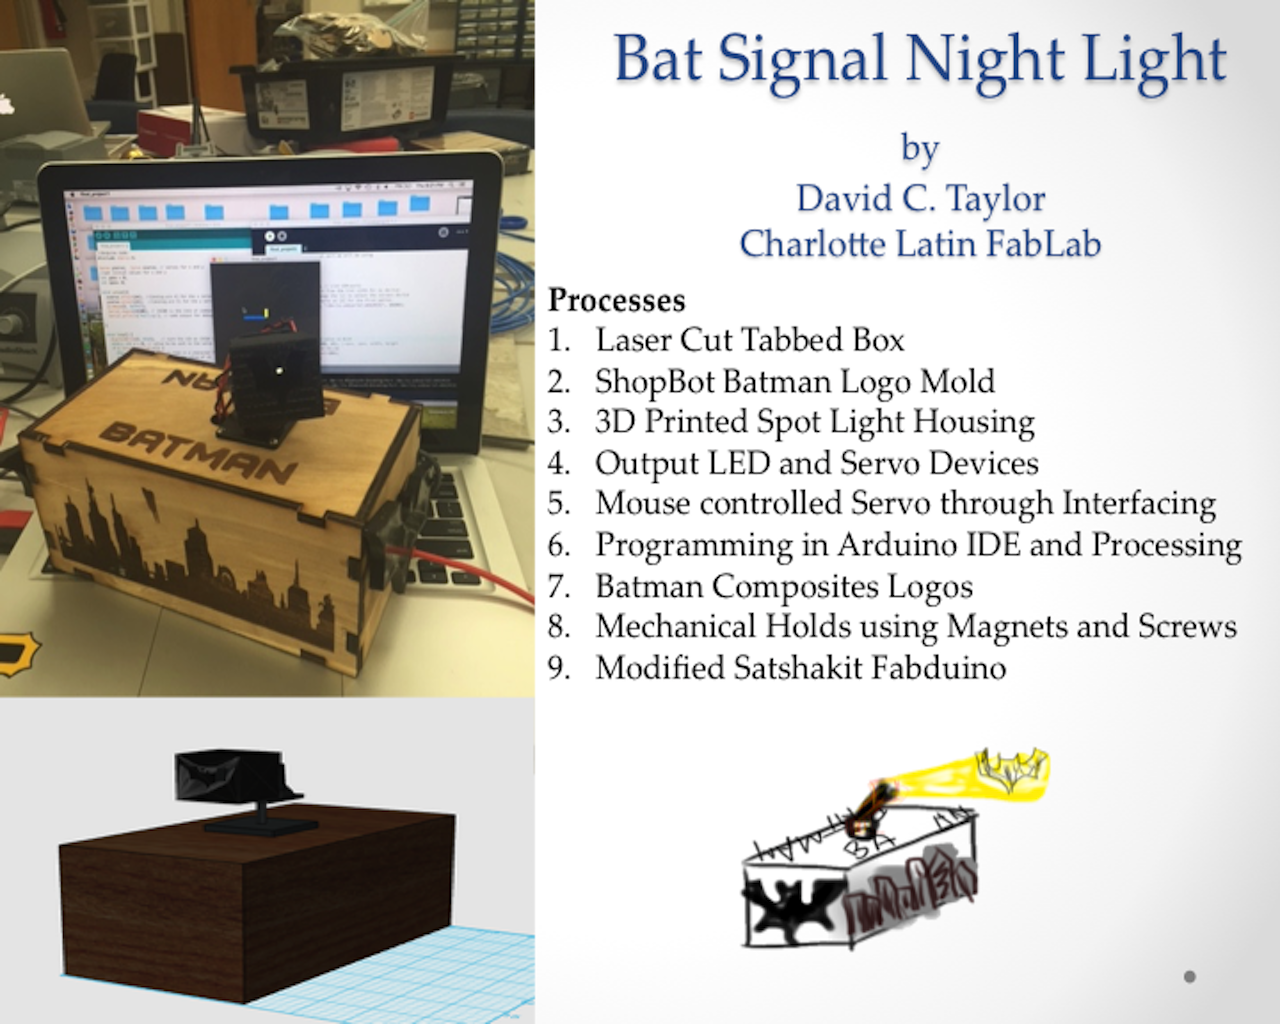 Bat Signal Night Light
by
David C. Taylor
Charlotte Latin FabLab
Processes
1. Laser Cut Tabbed Box
2. ShopBot Batman Logo Mold
3. 3D Printed Spot Light Housing
4. Output LED and Servo Devices
5. Mouse controlled Servo through Interfacing
6. Programming in Arduino IDE and Processing
7. Batman Composites Logos
8. Mechanical Holds using Magnets and Screws
9. Modified Satshakit Fabduino
BATMAN
BA